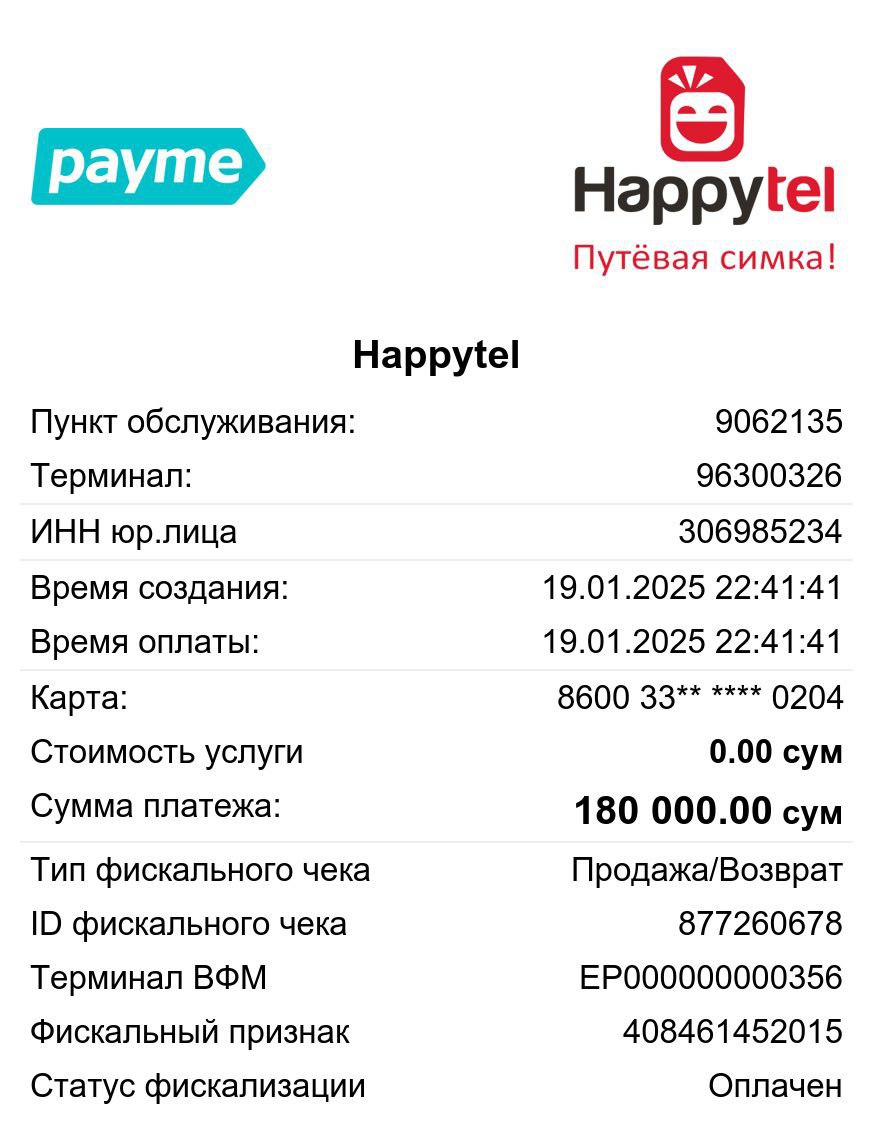 payme
Happytel
Путёвая симка!
Happytel
Пункт обслуживания: 9062135
Терминал: 96300326
ИНН юр.лица 306985234
Время создания: 19.01.2025 22:41:41
Время оплаты: 19.01.2025 22:41:41
Карта: 8600 33** **** 0204
Стоимость услуги 0.00 сум
Сумма платежа: 180 000.00 сум
Тип фискального чека Продажа/Возврат
ID фискального чека 877260678
Терминал ВФМ EP000000000356
Фискальный признак 408461452015
Статус фискализации Оплачен